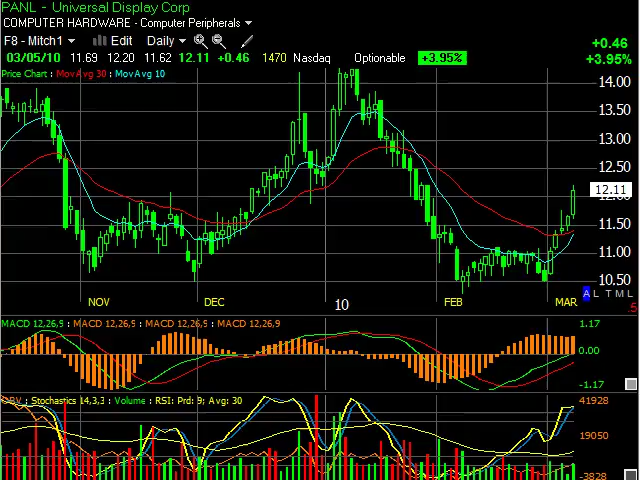 PANL - Universal Display Corp
COMPUTER HARDWARE - Computer Peripherals
F8 - Mitch1 Edit Daily
03/05/10 11.69 12.20 11.62 12.11 +0.46 1470 Nasdaq Optionable +3.95%
+0.46
+3.95%
Price Chart : MovAvg 30 : MovAvg 10
14.00
13.50
13.00
12.50
12.11
12.00
11.50
11.00
10.50
A L T M L
NOV DEC 10 FEB MAR
.5
MACD 12,26,9 : MACD 12,26,9 : MACD 12,26,9 : MACD 12,26,9
1.17
0.00
-1.17
OBV : Stochastics 14,3,3 : Volume : RSI: Prd: 9; Avg: 30
41928
19050
-3828